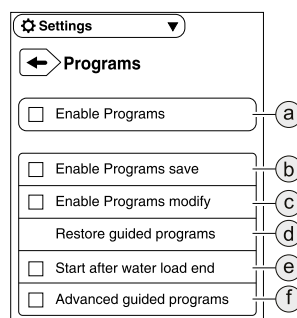 Settings
Programs
Enable Programs
a
Enable Programs save
b
Enable Programs modify
c
Restore guided programs
d
Start after water load end
e
Advanced guided programs
f